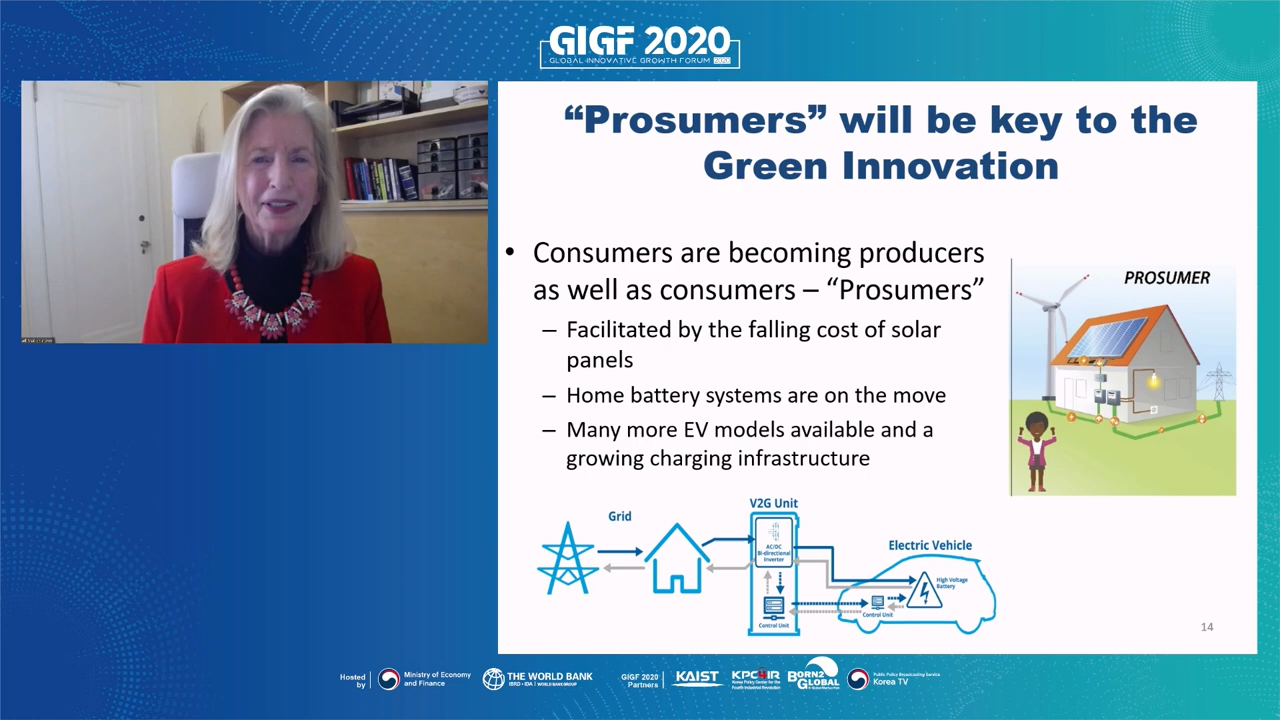 GIGF 2020
GLOBAL INNOVATIVE GROWTH FORUM 2020
“Prosumers” will be key to the
Green Innovation
• Consumers are becoming producers
as well as consumers – “Prosumers”
– Facilitated by the falling cost of solar
panels
– Home battery systems are on the move
– Many more EV models available and a
growing charging infrastructure
PROSUMER
Grid
V2G Unit
AC/DC
Bi-directional
Inverter
Control Unit
Electric Vehicle
High Voltage
Battery
Control Unit
14
Hosted
by
Ministry of Economy
and Finance
THE WORLD BANK
IBRD • IDA | WORLD BANK GROUP
GIGF 2020
Partners
KAIST
KPC4IR
Korea Policy Center for the
Fourth Industrial Revolution
BORN2
GLOBAL
Public Policy Broadcasting Service
Korea TV